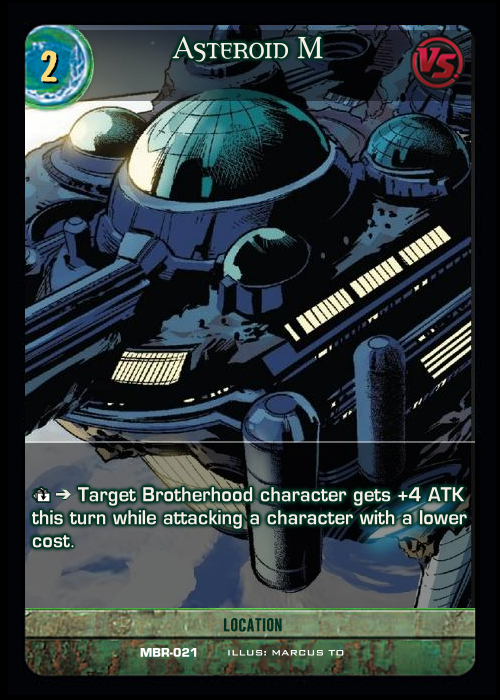 2
Asteroid M
VS
→ Target Brotherhood character gets +4 ATK
this turn while attacking a character with a lower
cost.
LOCATION
MBR-021 ILLUS: MARCUS TO